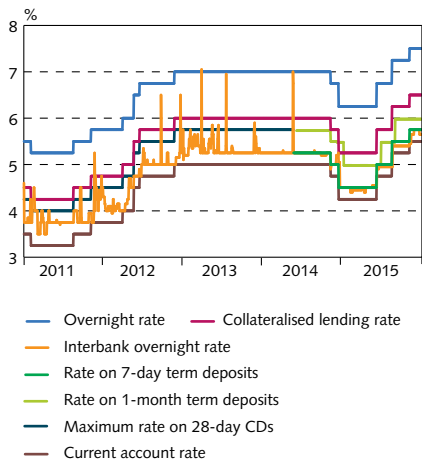 %
8
7
6
5
4
3
2011 2012 2013 2014 2015
Overnight rate Collateralised lending rate
Interbank overnight rate
Rate on 7-day term deposits
Rate on 1-month term deposits
Maximum rate on 28-day CDs
Current account rate